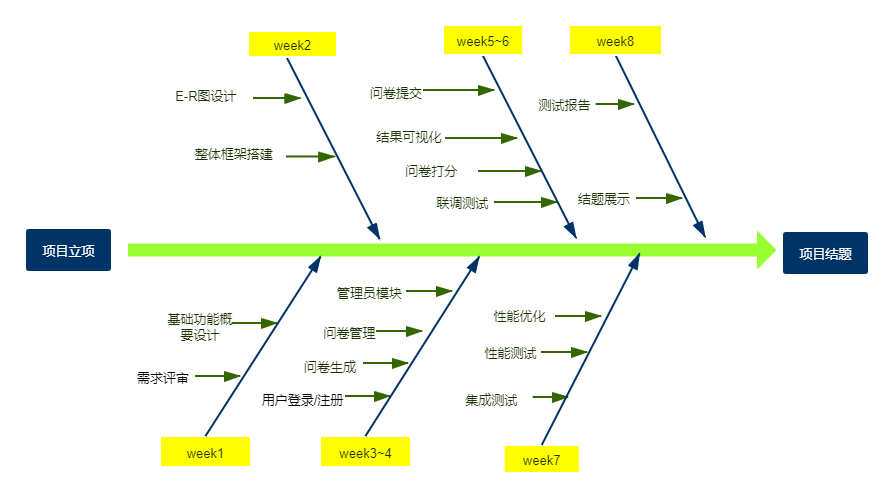 week2
week5~6
week8
E-R图设计
问卷提交
测试报告
整体框架搭建
结果可视化
问卷打分
联调测试
结题展示
项目立项
项目结题
基础功能概
要设计
需求评审
管理员模块
问卷管理
问卷生成
用户登录/注册
性能优化
性能测试
集成测试
week1
week3~4
week7